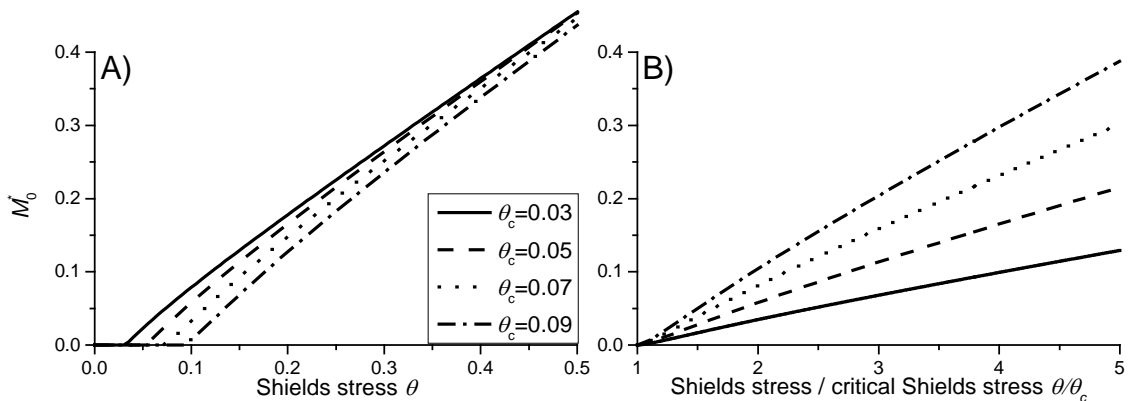 A)
0.4
0.3
0.2
0.1
0.0
M*0
0.0 0.1 0.2 0.3 0.4 0.5
Shields stress θ
θc=0.03
θc=0.05
θc=0.07
θc=0.09
B)
0.4
0.3
0.2
0.1
0.0
1 2 3 4 5
Shields stress / critical Shields stress θ/θc